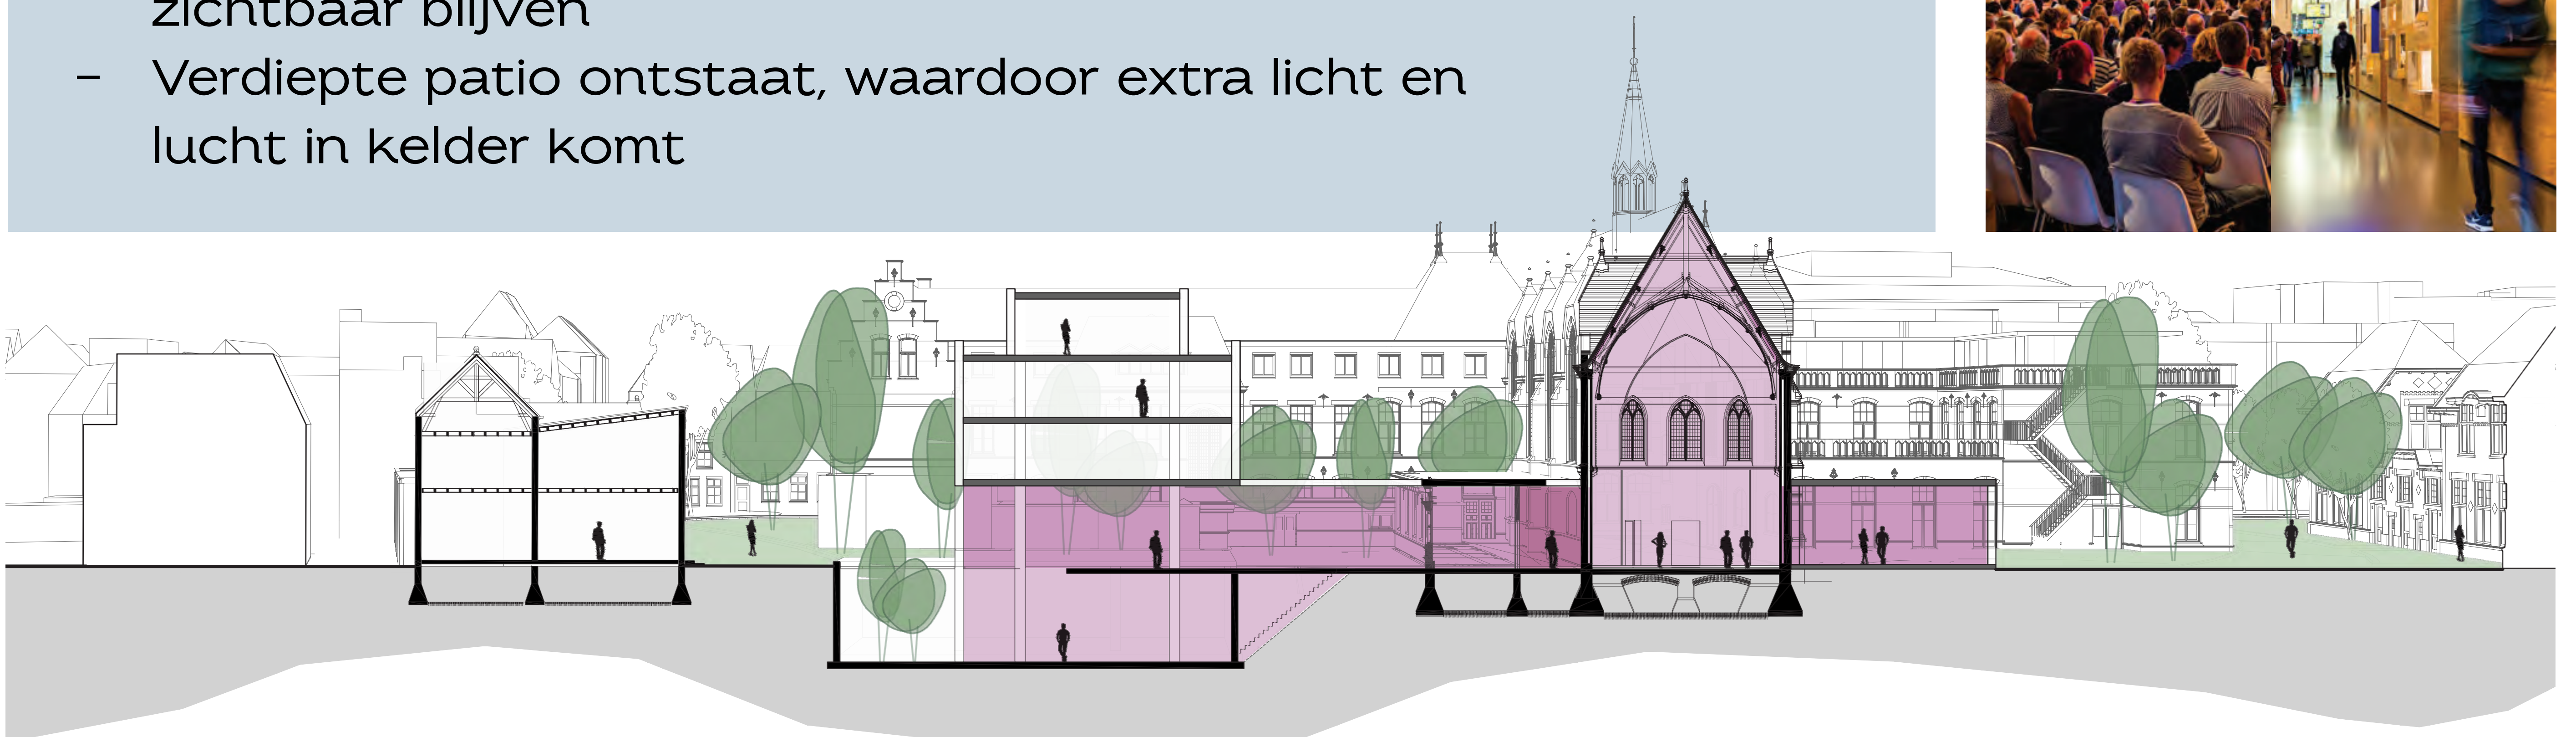 zichtbaar blijven
- Verdiepte patio ontstaat, waardoor extra licht en
lucht in kelder komt